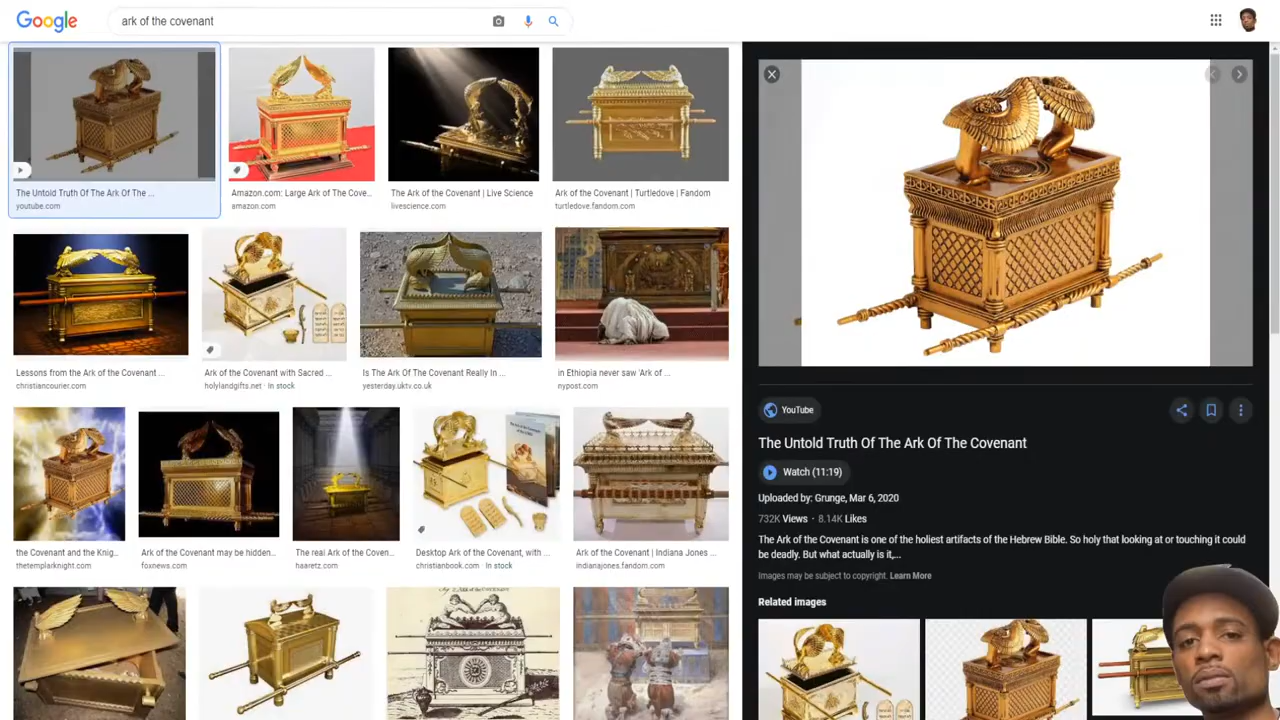 Google
ark of the covenant
The Untold Truth Of The Ark Of The ...
youtube.com
Amazon.com: Large Ark of The Cove...
amazon.com
The Ark of the Covenant | Live Science
livescience.com
Ark of the Covenant | Turtledove | Fandom
turtledove.fandom.com
Lessons from the Ark of the Covenant ...
christiancourier.com
Ark of the Covenant with Sacred ...
holylandgifts.net · In stock
Is The Ark Of The Covenant Really In ...
yesterday.uktv.co.uk
in Ethiopia never saw 'Ark of ...
nypost.com
the Covenant and the Knig...
thetemplarknight.com
Ark of the Covenant may be hidden...
foxnews.com
The real Ark of the Coven...
haaretz.com
Desktop Ark of the Covenant, with ...
christianbook.com · In stock
Ark of the Covenant | Indiana Jones ...
indianajones.fandom.com
YouTube
The Untold Truth Of The Ark Of The Covenant
Watch (11:19)
Uploaded by: Grunge, Mar 6, 2020
732K Views · 8.14K Likes
The Ark of the Covenant is one of the holiest artifacts of the Hebrew Bible. So holy that looking at or touching it could
be deadly. But what actually is it,...
Images may be subject to copyright. Learn More
Related images